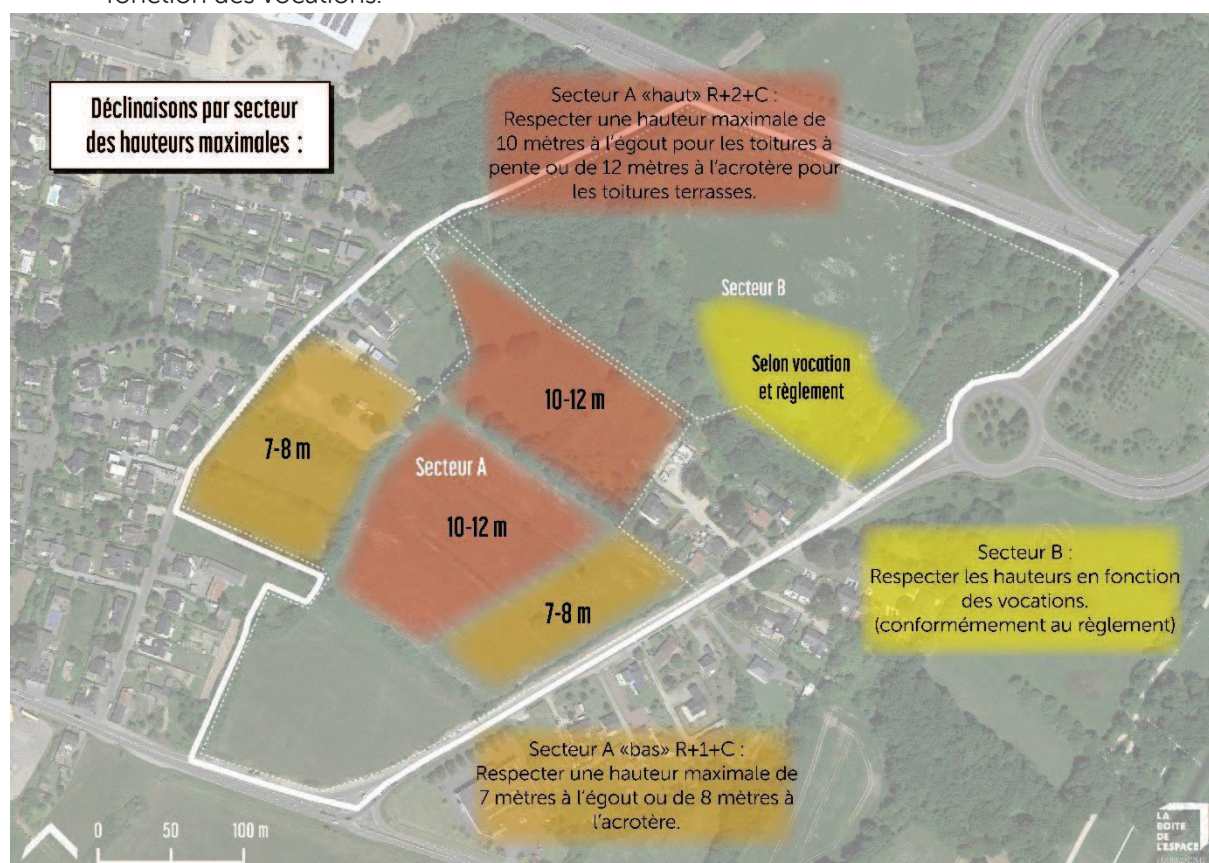 fonction des vocations.
Déclinaisons par secteur
des hauteurs maximales :
Secteur A «haut» R+2+C :
Respecter une hauteur maximale de
10 mètres à l'égout pour les toitures à
pente ou de 12 mètres à l'acrotère pour
les toitures terrasses.
Secteur B
Selon vocation
et règlement
10-12 m
7-8 m
Secteur A
10-12 m
7-8 m
Secteur B :
Respecter les hauteurs en fonction
des vocations.
(conformémement au règlement)
Secteur A «bas» R+1+C :
Respecter une hauteur maximale de
7 mètres à l'égout ou de 8 mètres à
l'acrotère.
0 50 100 m
LA
BOITE
DE
L'ESPACE